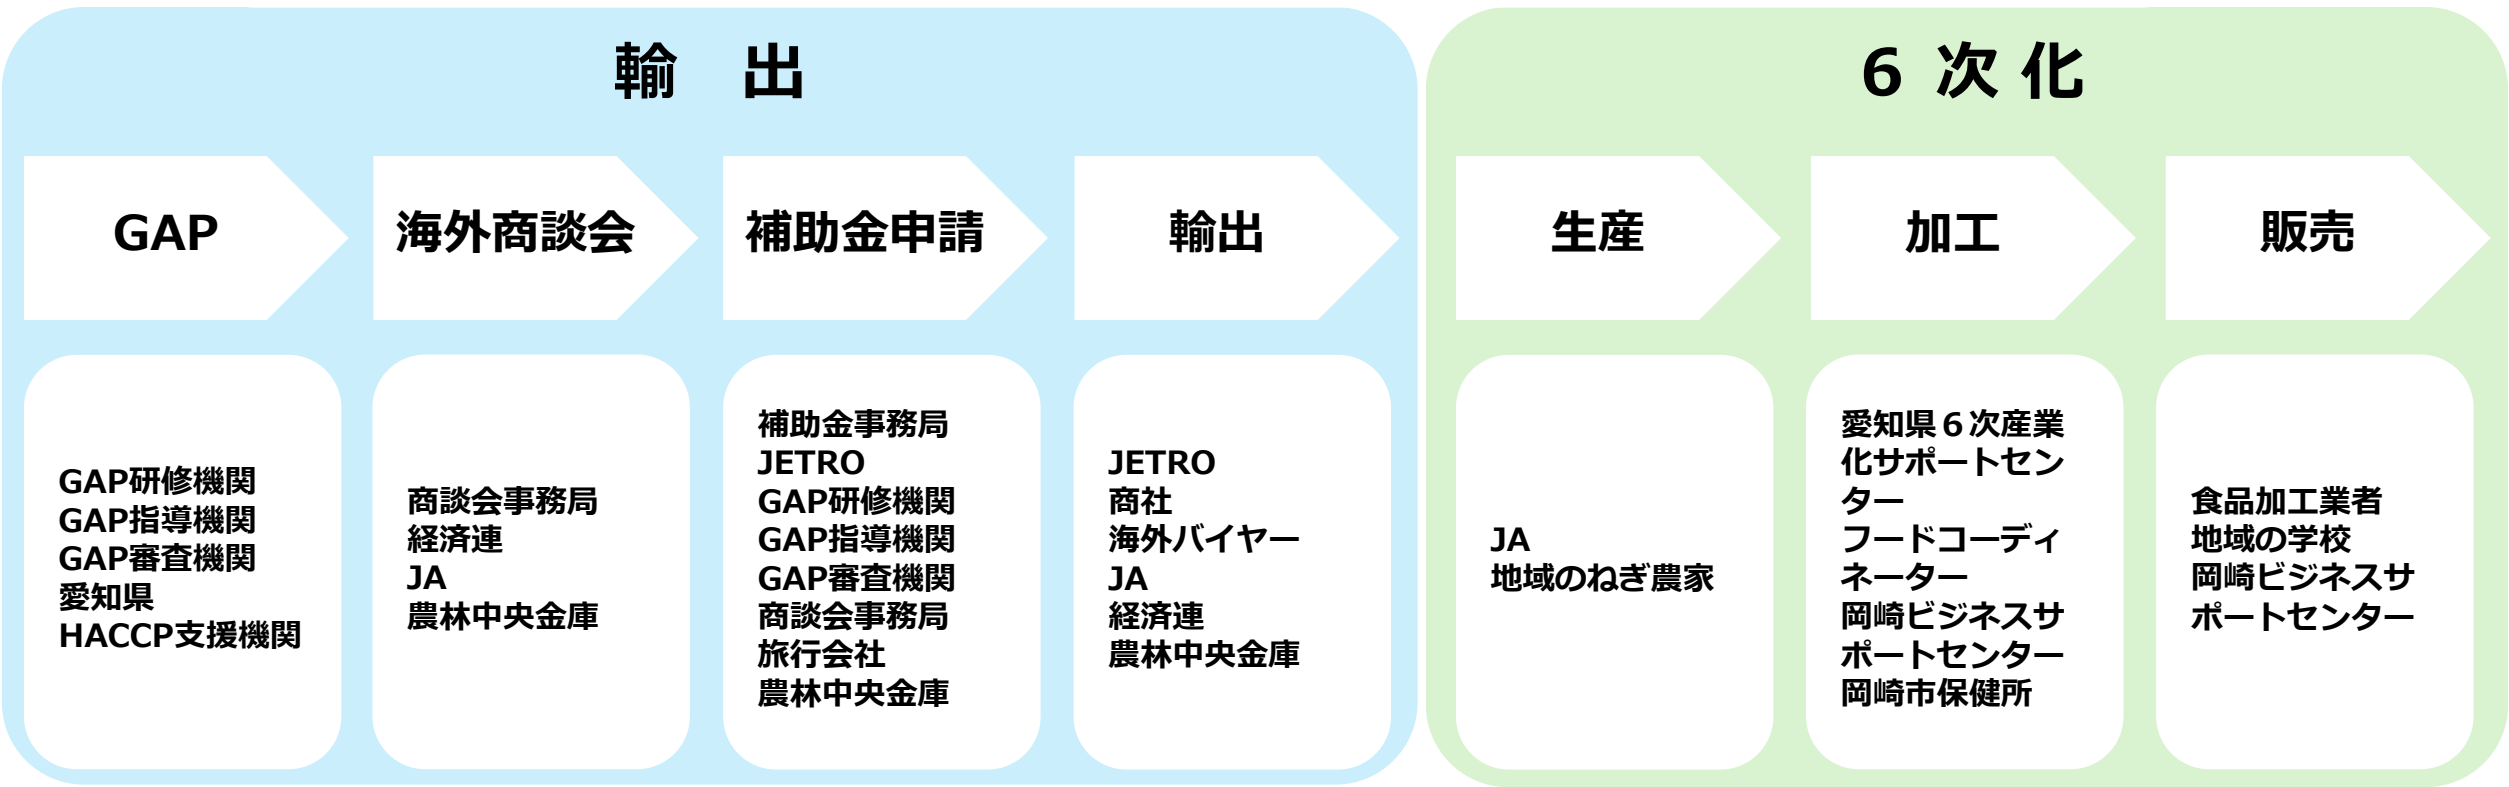 輸　出
GAP
海外商談会
補助金申請
輸出
GAP研修機関
GAP指導機関
GAP審査機関
愛知県
HACCP支援機関
商談会事務局
経済連
JA
農林中央金庫
補助金事務局
JETRO
GAP研修機関
GAP指導機関
GAP審査機関
商談会事務局
旅行会社
農林中央金庫
JETRO
商社
海外バイヤー
JA
経済連
農林中央金庫
６次化
生産
加工
販売
JA
地域のねぎ農家
愛知県６次産業
化サポートセン
ター
フードコーディ
ネーター
岡崎ビジネスサ
ポートセンター
岡崎市保健所
食品加工業者
地域の学校
岡崎ビジネスサ
ポートセンター